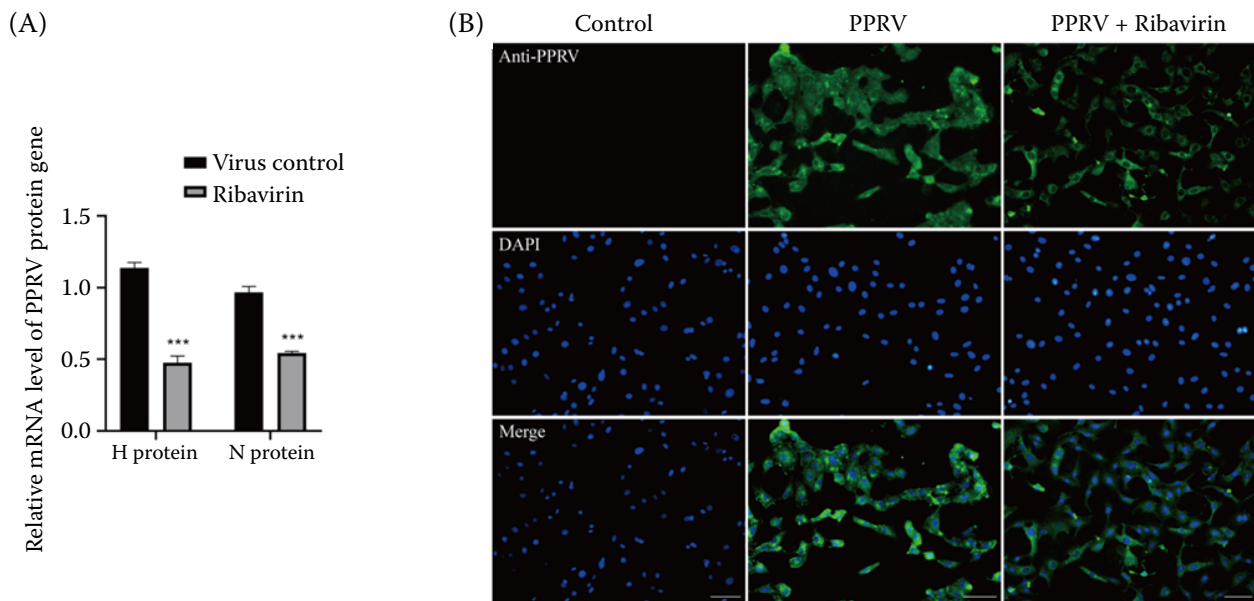 (A)
Relative mRNA level of PPRV protein gene
Virus control
Ribavirin
1.5
1.0
0.5
0.0
***
***
H protein
N protein
(B)
Control
PPRV
PPRV + Ribavirin
Anti-PPRV
DAPI
Merge